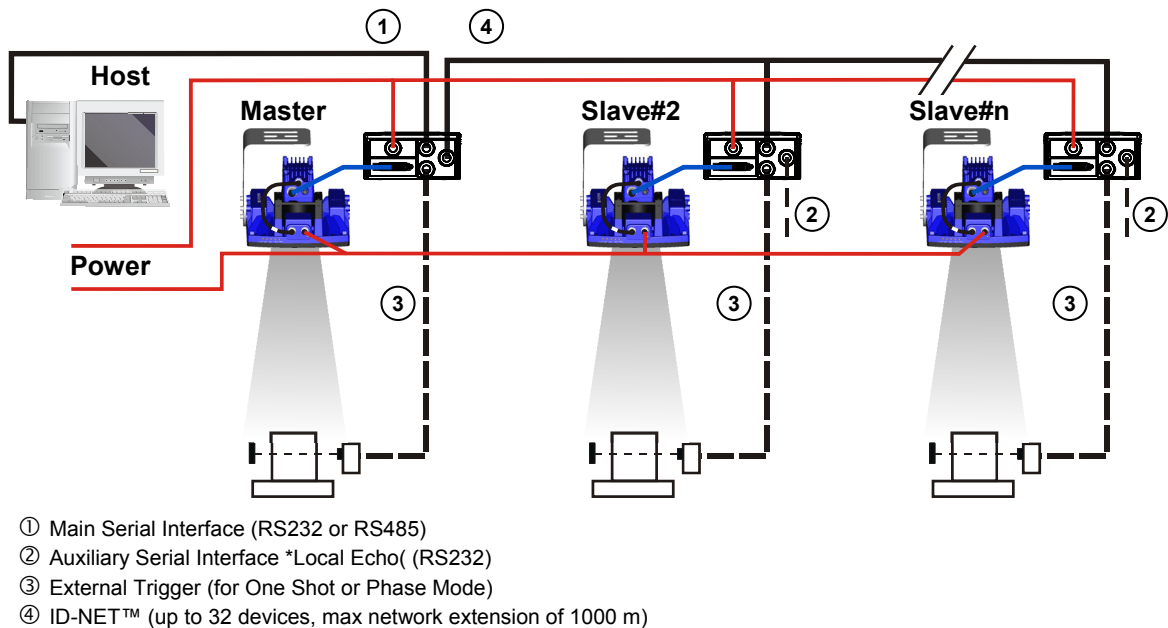 ① ④
Host
Master
Slave#2
Slave#n
② ②
Power
③ ③ ③
① Main Serial Interface (RS232 or RS485)
② Auxiliary Serial Interface *Local Echo( (RS232)
③ External Trigger (for One Shot or Phase Mode)
④ ID-NET™ (up to 32 devices, max network extension of 1000 m)